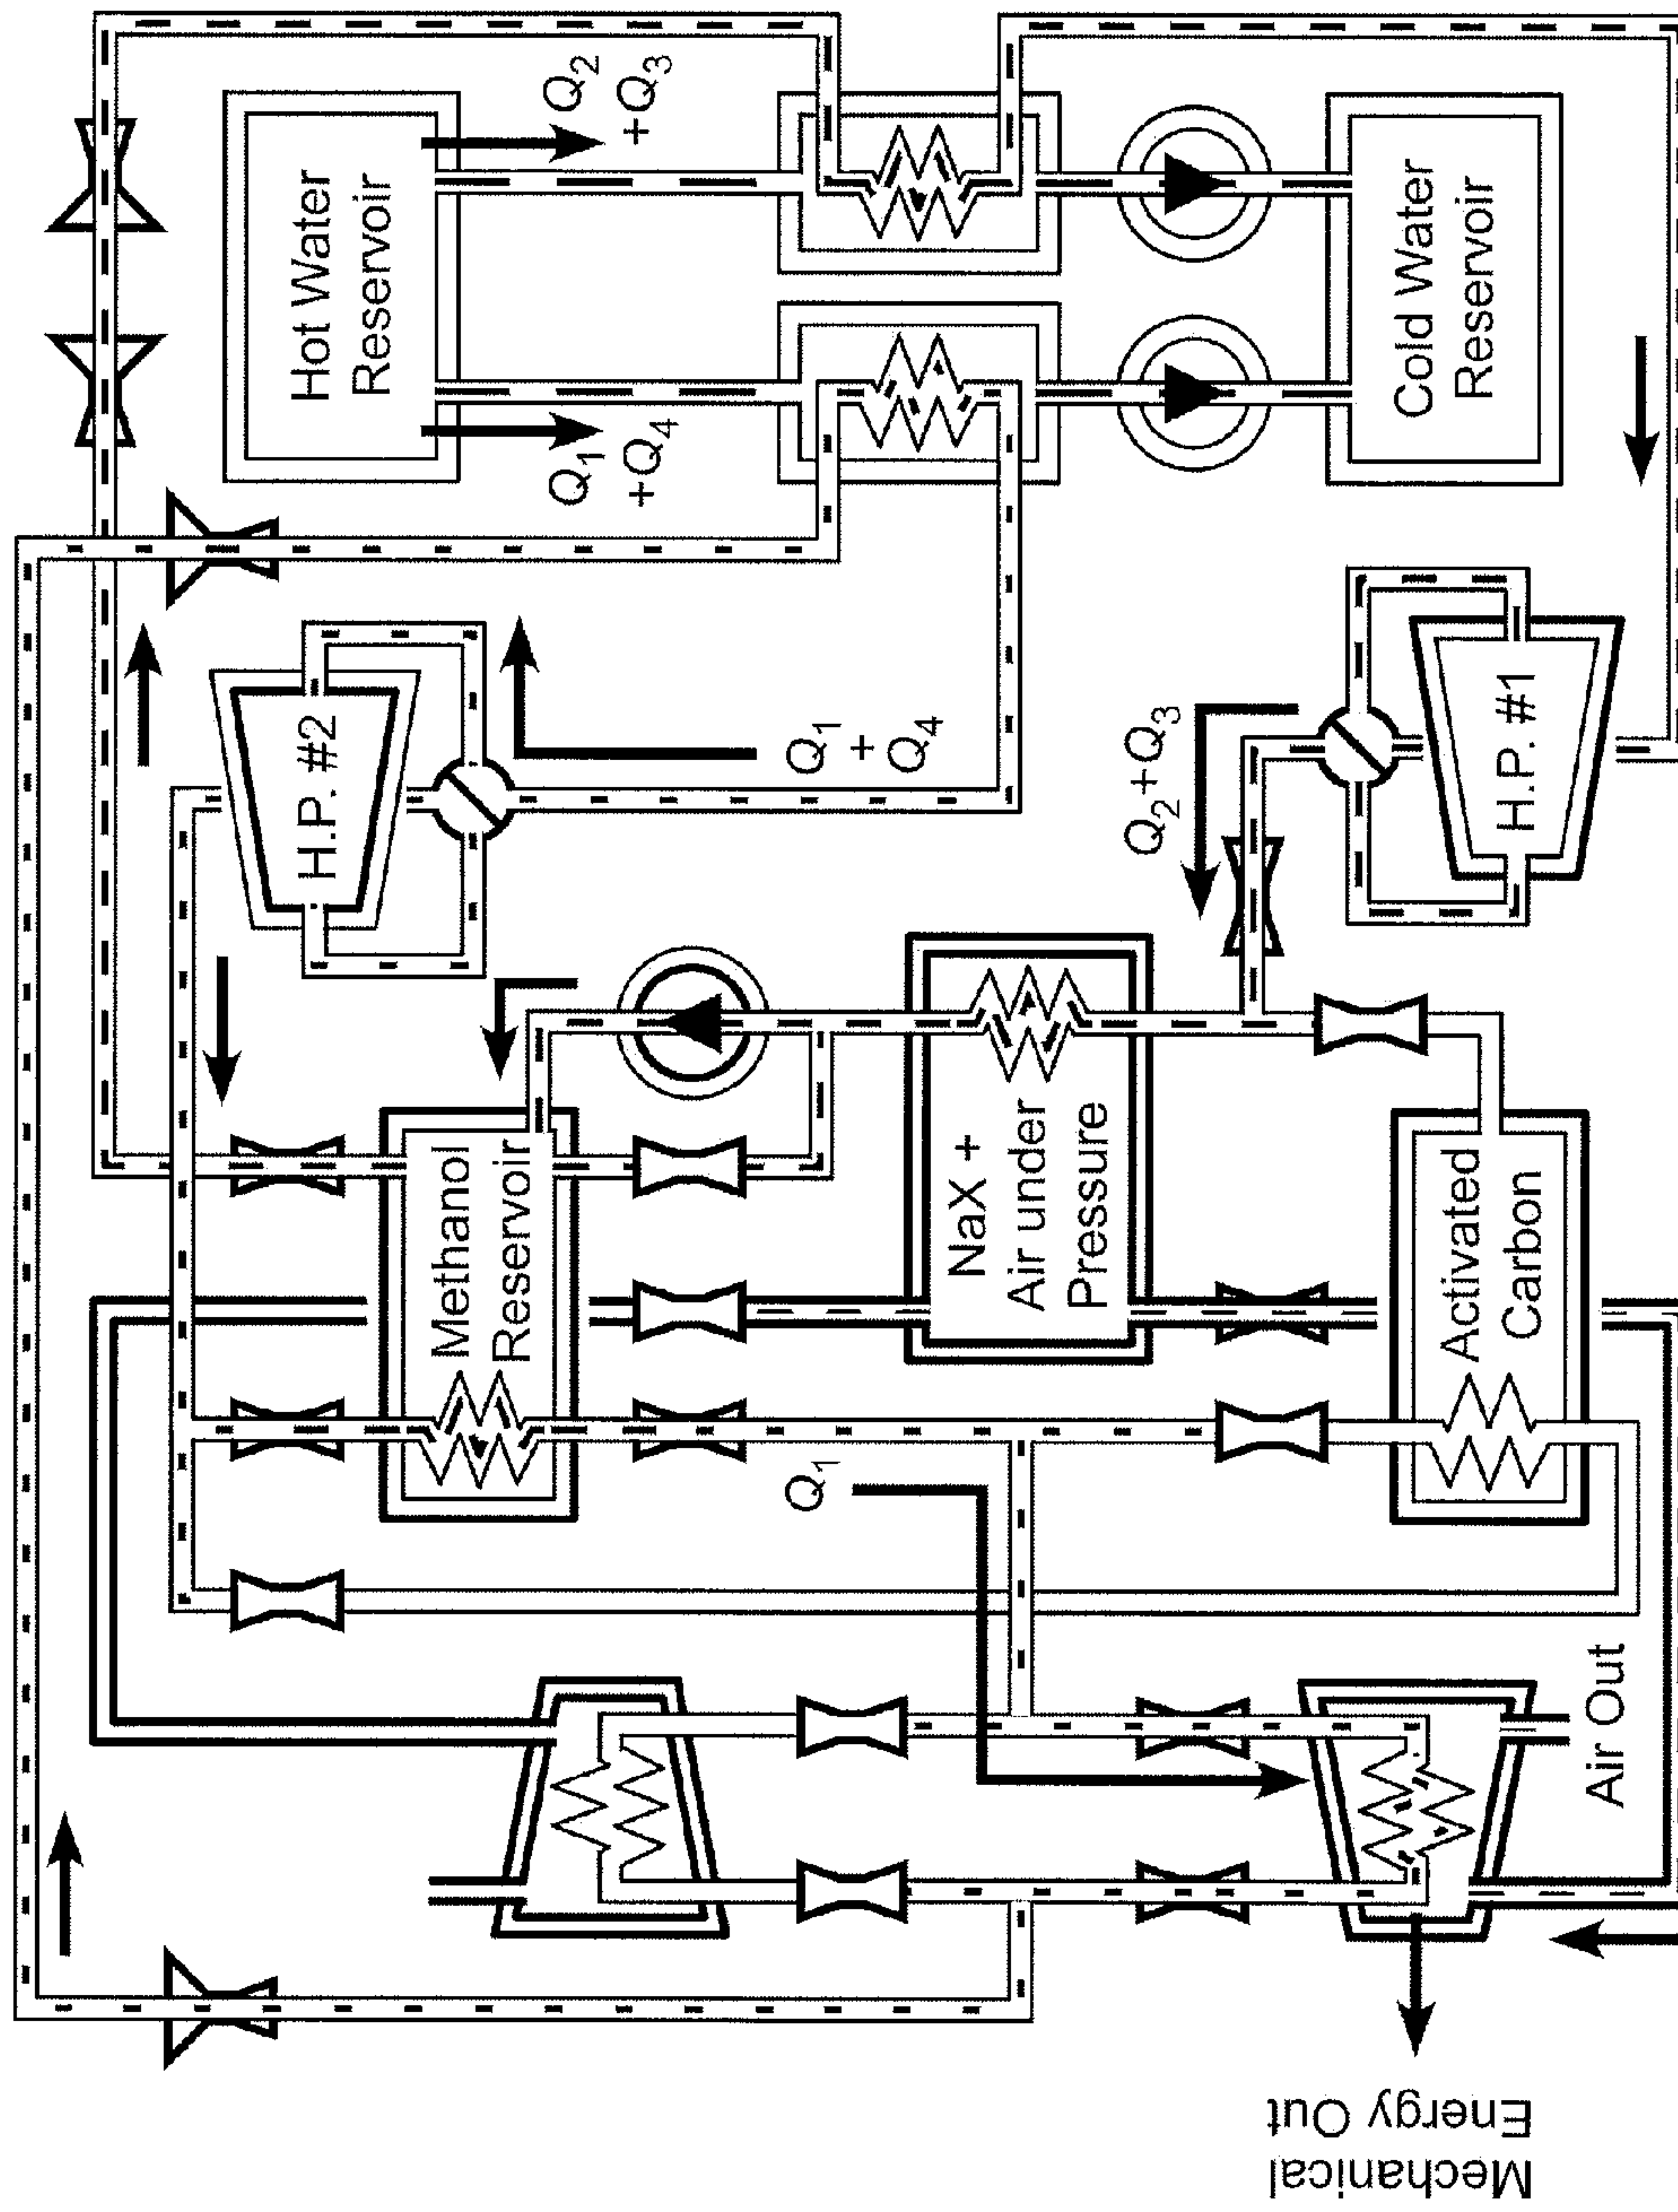 Hot Water
Reservoir
Q2
+Q3
Q1
+Q4
Cold Water
Reservoir
H.P. #2
Q1
+
Q4
Q2+Q3
H.P. #1
Methanol
Reservoir
NaX +
Air under
Pressure
Activated
Carbon
Q1
Air Out
Mechanical
Energy Out